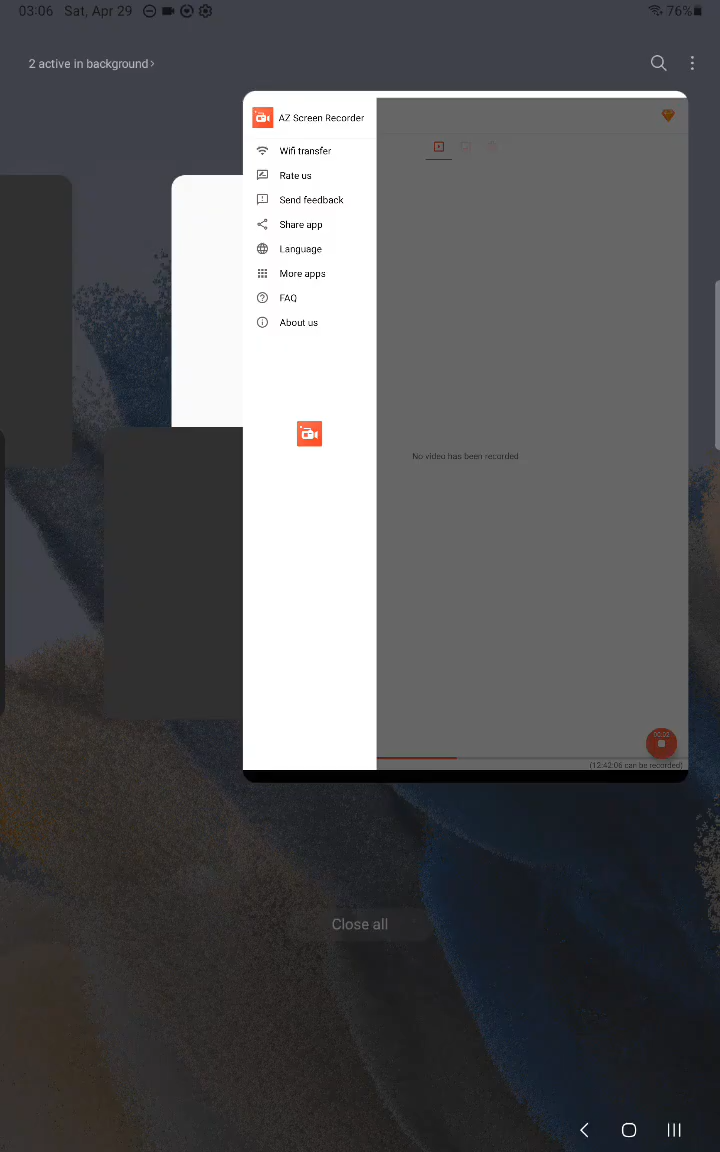 03:06 Sat, Apr 29
76%
2 active in background>
AZ Screen Recorder
Wifi transfer
Rate us
Send feedback
Share app
Language
More apps
FAQ
About us
No video has been recorded
00:02
(12:42:06 can be recorded)
Close all